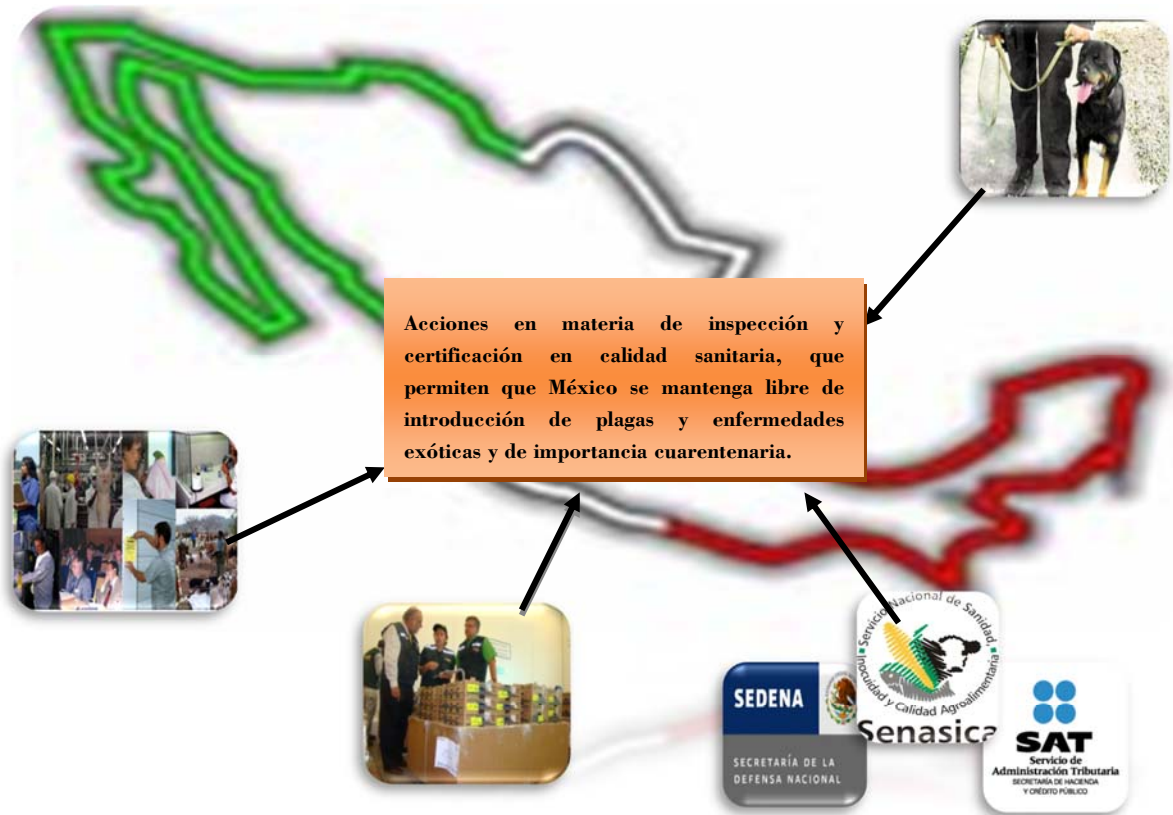 Acciones en materia de inspección y
certificación en calidad sanitaria, que
permiten que México se mantenga libre de
introducción de plagas y enfermedades
exóticas y de importancia cuarentenaria.
Servicio Nacional de Sanidad,
Inocuidad y Calidad Agroalimentaria
Senasica
SEDENA
SECRETARÍA DE LA
DEFENSA NACIONAL
SAT
Servicio de
Administración Tributaria
SECRETARÍA DE HACIENDA
Y CRÉDITO PÚBLICO